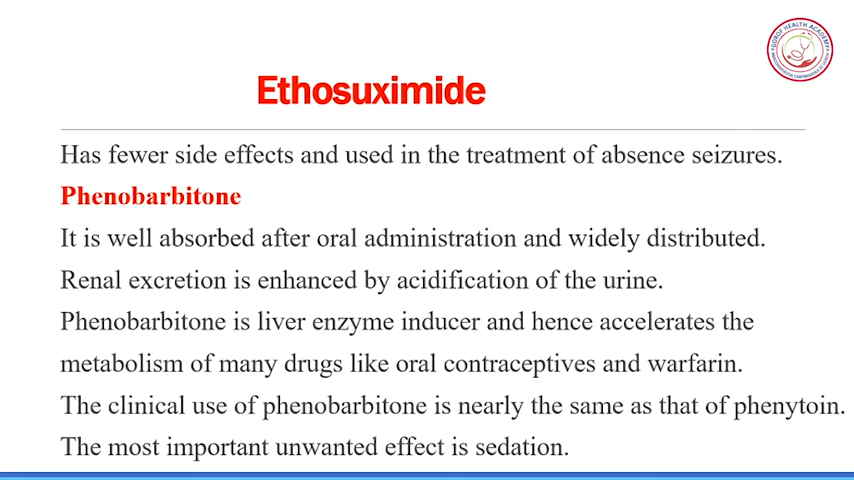 Ethosuximide
Has fewer side effects and used in the treatment of absence seizures.
Phenobarbitone
It is well absorbed after oral administration and widely distributed.
Renal excretion is enhanced by acidification of the urine.
Phenobarbitone is liver enzyme inducer and hence accelerates the
metabolism of many drugs like oral contraceptives and warfarin.
The clinical use of phenobarbitone is nearly the same as that of phenytoin.
The most important unwanted effect is sedation.